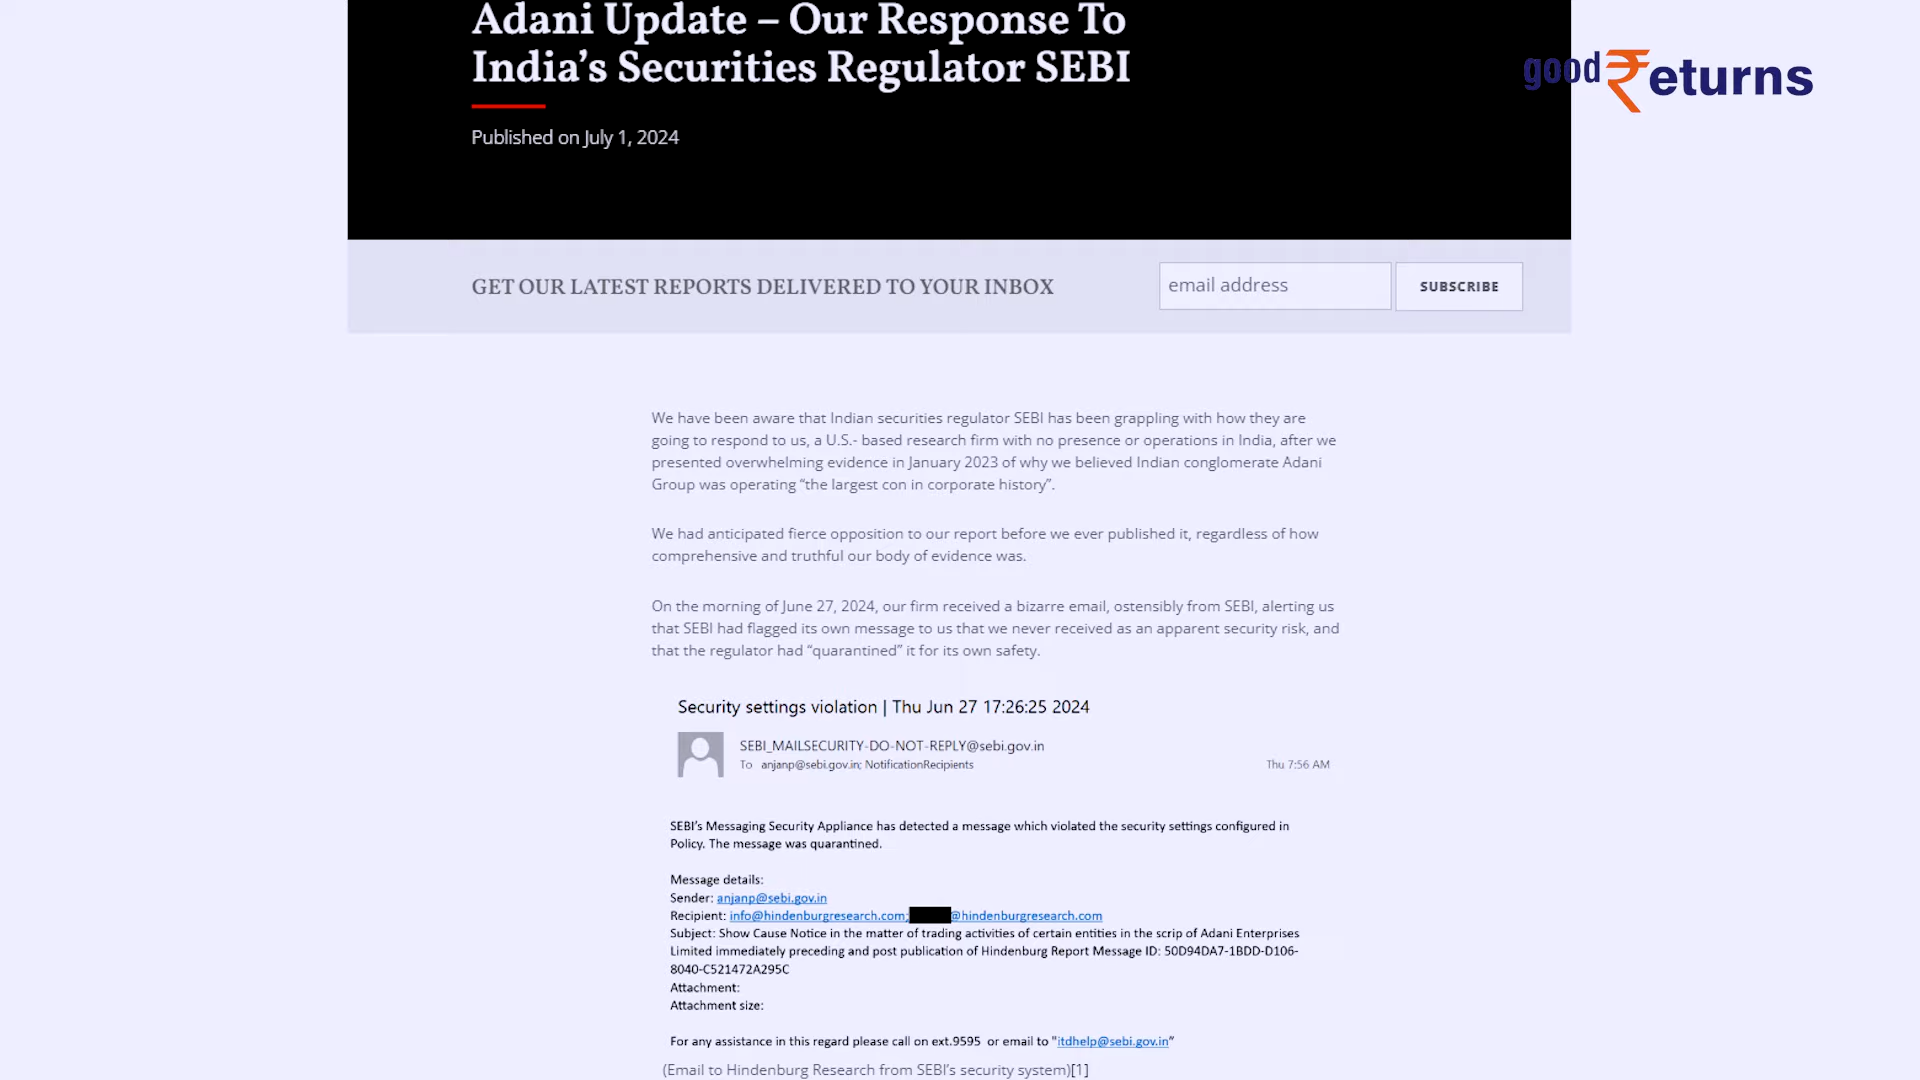 Adani Update – Our Response To
India’s Securities Regulator SEBI
good ₹eturns
Published on July 1, 2024
GET OUR LATEST REPORTS DELIVERED TO YOUR INBOX
email address
SUBSCRIBE
We have been aware that Indian securities regulator SEBI has been grappling with how they are
going to respond to us, a U.S.- based research firm with no presence or operations in India, after we
presented overwhelming evidence in January 2023 of why we believed Indian conglomerate Adani
Group was operating “the largest con in corporate history”.
We had anticipated fierce opposition to our report before we ever published it, regardless of how
comprehensive and truthful our body of evidence was.
On the morning of June 27, 2024, our firm received a bizarre email, ostensibly from SEBI, alerting us
that SEBI had flagged its own message to us that we never received as an apparent security risk, and
that the regulator had “quarantined” it for its own safety.
Security settings violation | Thu Jun 27 17:26:25 2024
SEBI_MAILSECURITY-DO-NOT-REPLY@sebi.gov.in
To anjanp@sebi.gov.in; NotificationRecipients
Thu 7:56 AM
SEBI’s Messaging Security Appliance has detected a message which violated the security settings configured in
Policy. The message was quarantined.
Message details:
Sender: anjanp@sebi.gov.in
Recipient: info@hindenburgresearch.com; @hindenburgresearch.com
Subject: Show Cause Notice in the matter of trading activities of certain entities in the scrip of Adani Enterprises
Limited immediately preceding and post publication of Hindenburg Report Message ID: 50D94DA7-1BDD-D106-
8040-C521472A295C
Attachment:
Attachment size:
For any assistance in this regard please call on ext.9595 or email to "itdhelp@sebi.gov.in”
(Email to Hindenburg Research from SEBI’s security system)[1]